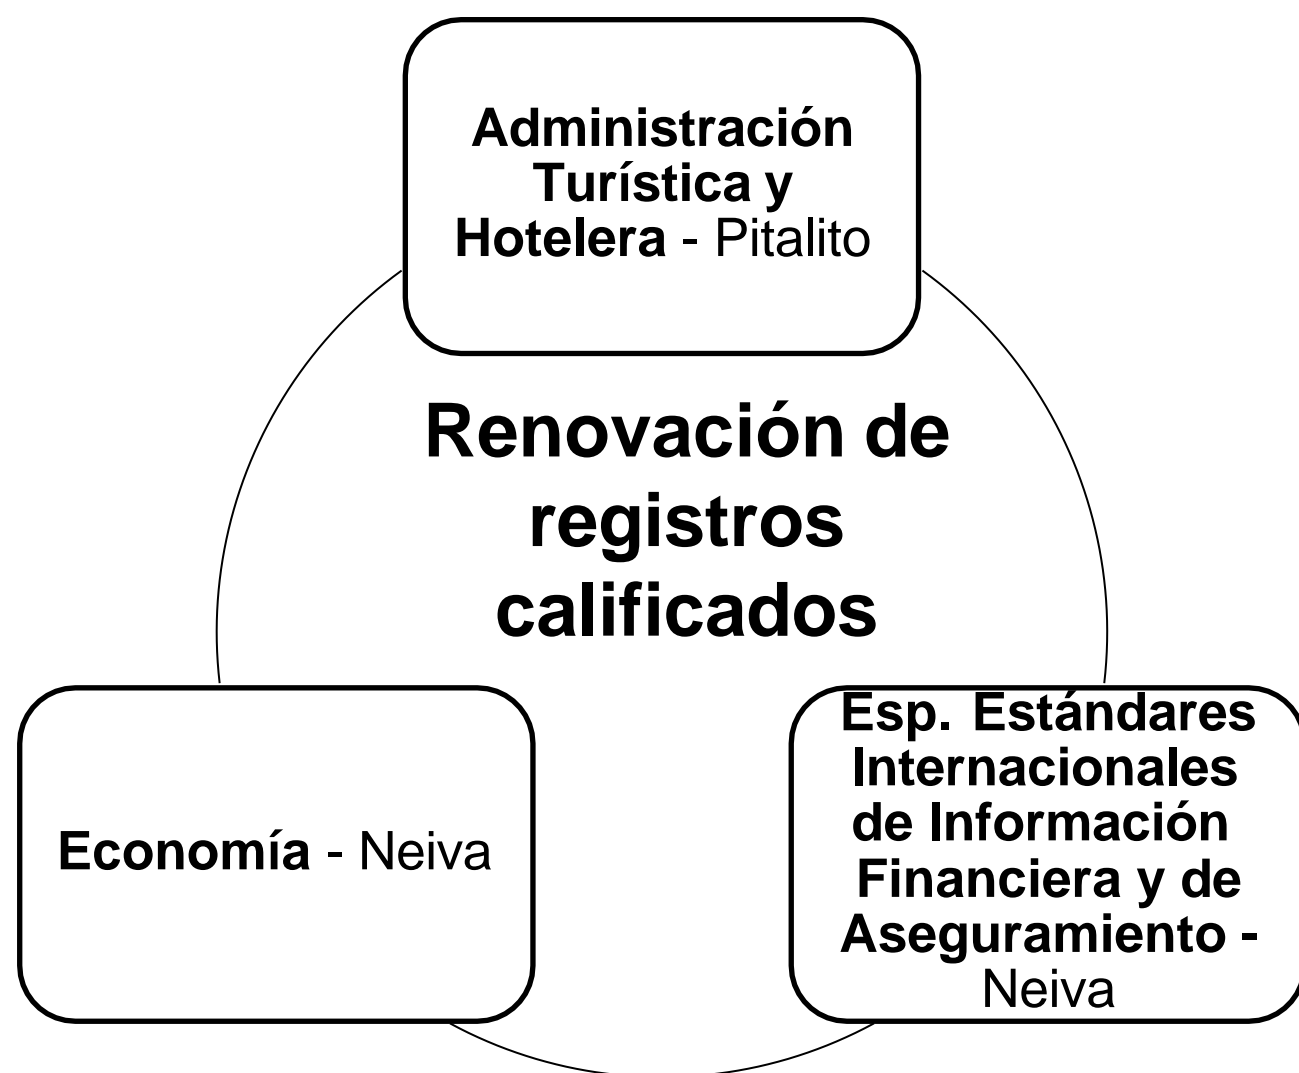 Administración
Turística y
Hotelera - Pitalito
Renovación de
registros
calificados
Economía - Neiva
Esp. Estándares
Internacionales
de Información
Financiera y de
Aseguramiento -
Neiva